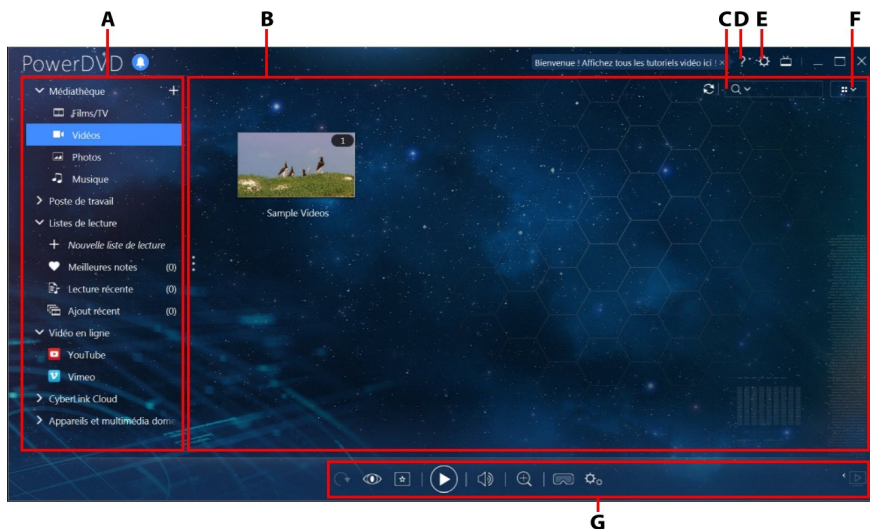 A B C D E F
PowerDVD
Bienvenue ! Affichez tous les tutoriels vidéo ici !
Médiathèque
Films/TV
Vidéos
Photos
Musique
Poste de travail
Listes de lecture
Nouvelle liste de lecture
Meilleures notes (0)
Lecture récente (0)
Ajout récent (0)
Vidéo en ligne
YouTube
Vimeo
CyberLink Cloud
Appareils et multimédia dome
1
Sample Videos
G